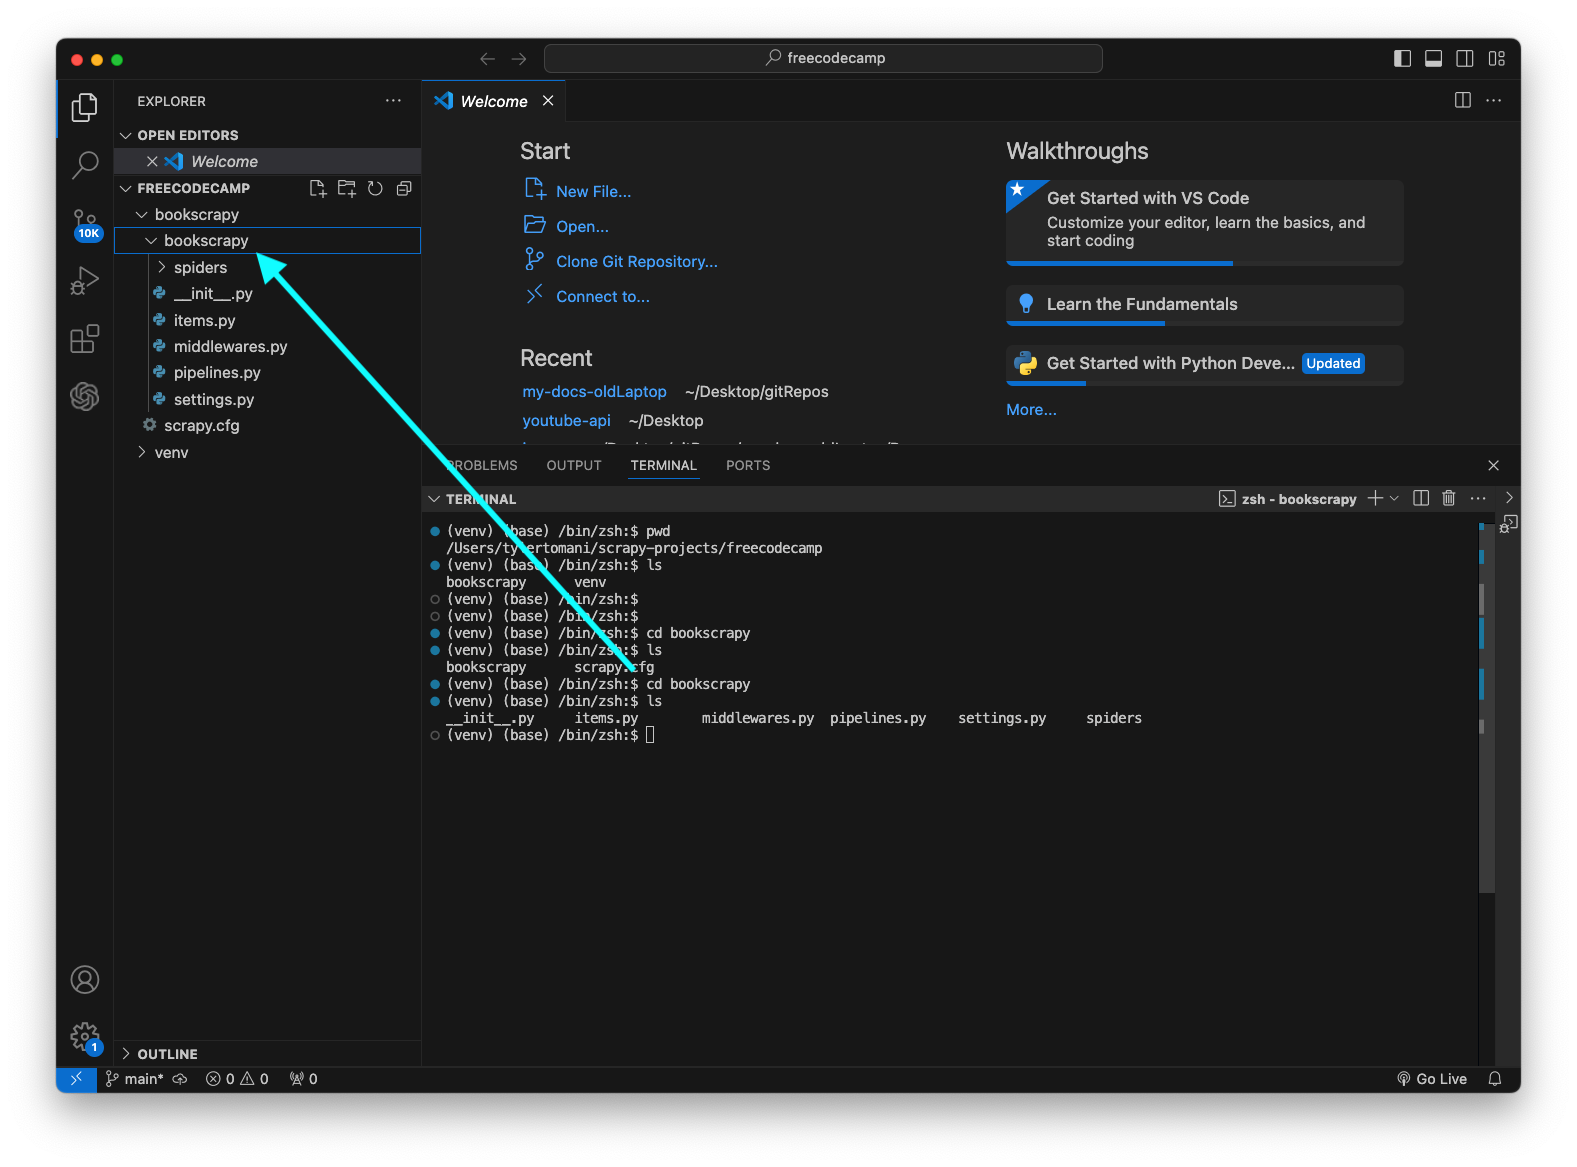 freecodecamp
EXPLORER
OPEN EDITORS
Welcome
FREECODECAMP
bookscrapy
bookscrapy
spiders
__init__.py
items.py
middlewares.py
pipelines.py
settings.py
scrapy.cfg
venv
10K
1
OUTLINE
Welcome
Start
New File...
Open...
Clone Git Repository...
Connect to...
Recent
my-docs-oldLaptop ~/Desktop/gitRepos
youtube-api ~/Desktop
Walkthroughs
Get Started with VS Code
Customize your editor, learn the basics, and
start coding
Learn the Fundamentals
Get Started with Python Deve... Updated
More...
PROBLEMS OUTPUT TERMINAL PORTS
TERMINAL
zsh - bookscrapy
(venv) (base) /bin/zsh:$ pwd
/Users/tylertomani/scrapy-projects/freecodecamp
(venv) (base) /bin/zsh:$ ls
bookscrapy venv
(venv) (base) /bin/zsh:$
(venv) (base) /bin/zsh:$
(venv) (base) /bin/zsh:$ cd bookscrapy
(venv) (base) /bin/zsh:$ ls
bookscrapy scrapy.cfg
(venv) (base) /bin/zsh:$ cd bookscrapy
(venv) (base) /bin/zsh:$ ls
__init__.py items.py middlewares.py pipelines.py settings.py spiders
(venv) (base) /bin/zsh:$
main* 0 0 0 Go Live